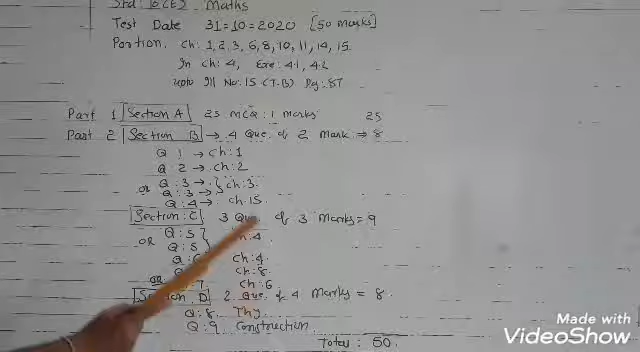 Std: 10(E) Maths
Test Date 31=10=2020 [50 marks]
Portion. Ch: 1, 2, 3, 6, 8, 10, 11, 14, 15.
In Ch: 4, Exe: 4.1, 4.2
upto Ill No: 15 (T.B) Pg: 87
Part 1 Section A 25 MCQ: 1 Marks 25
Part 2 Section B → 4 Que. of 2 Mark ⇒ 8
Q 1 → Ch: 1
Q 2 → Ch: 2
Q: 3 → } Ch: 3.
OR Q: 3 →
Q: 4 → Ch: 15
Section: C 3 Que of 3 Marks = 9
Q: 5 }
OR Q: 5 Ch: 4
Ch: 4.
Ch: 8
OR 7 Ch: 6
Section D 2 Que. of 4 Marks = 8.
Q: 8 Thy
Q: 9 Construction.
Total: 50.
Made with
VideoShow